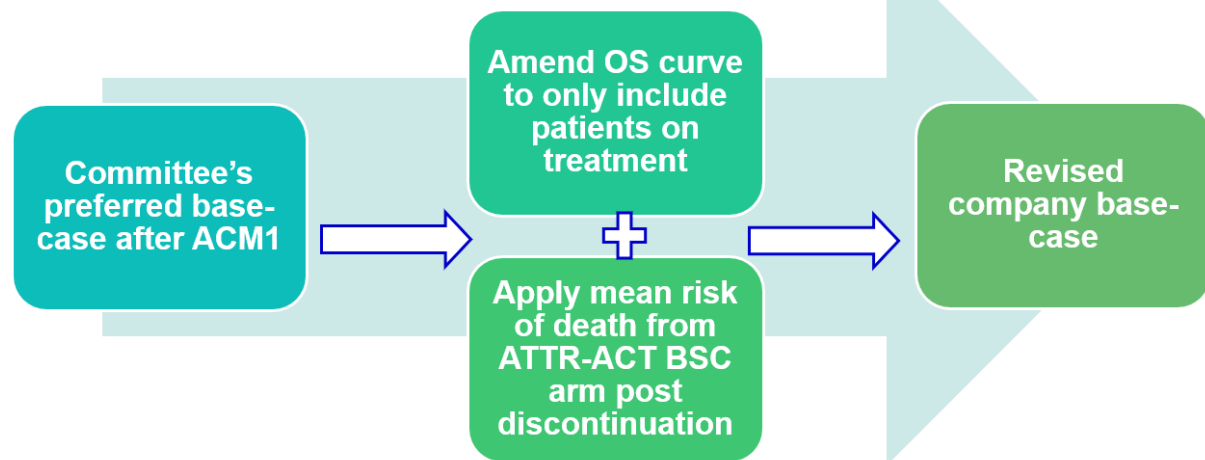 Committee's
preferred base-
case after ACM1
Amend OS curve
to only include
patients on
treatment
Apply mean risk
of death from
ATTR-ACT BSC
arm post
discontinuation
Revised
company base-
case